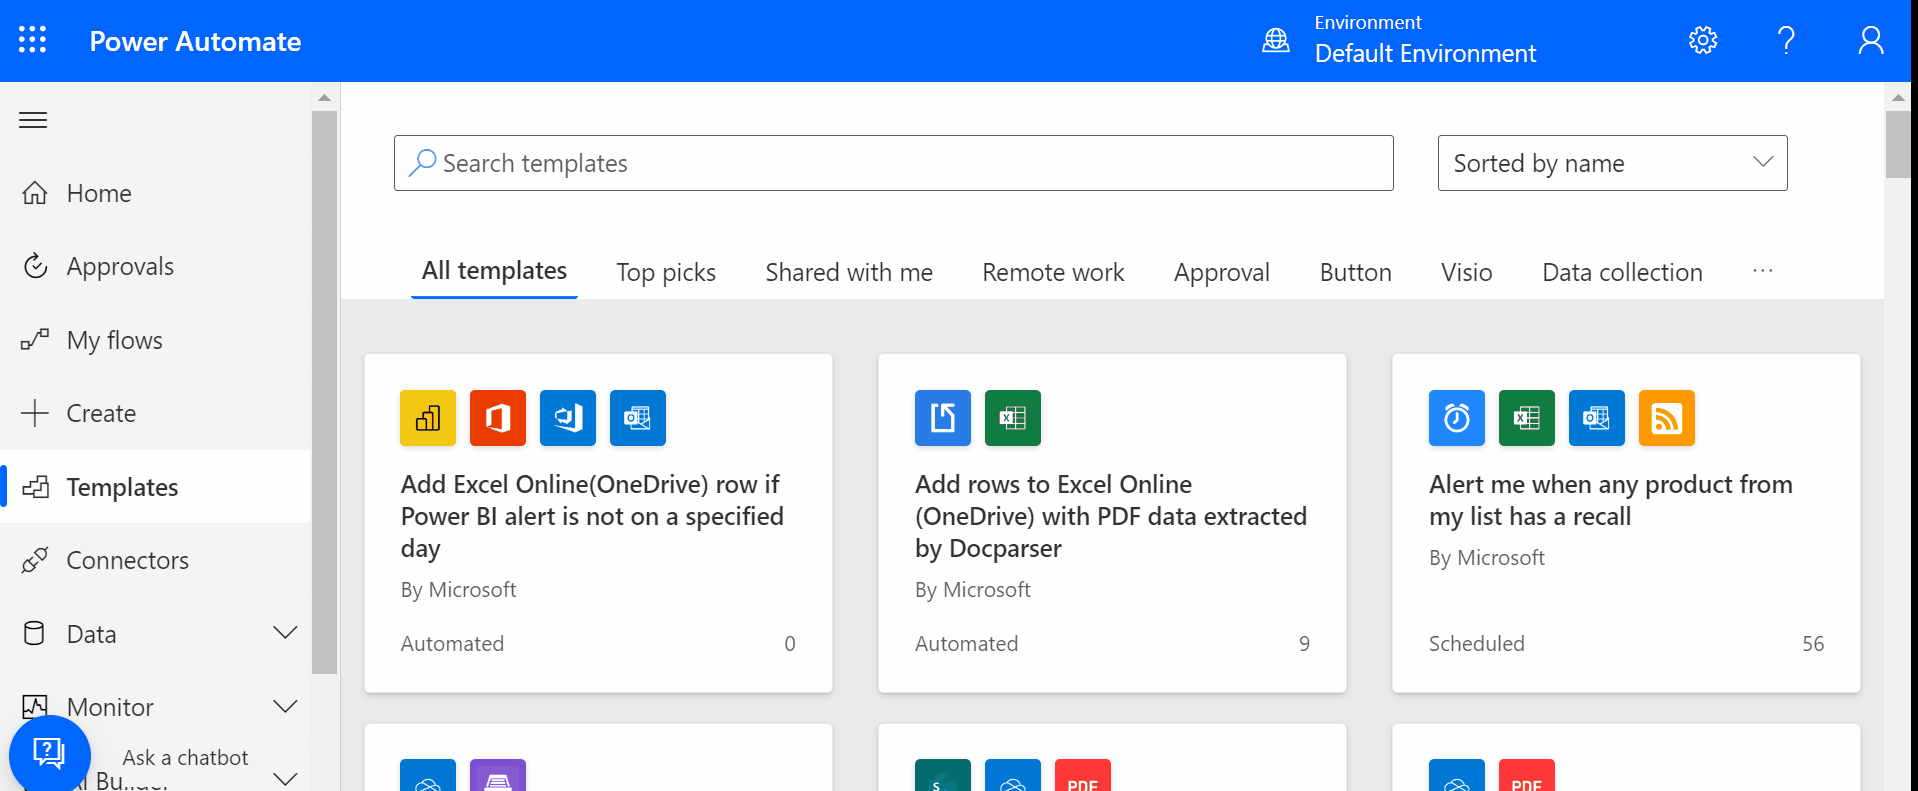 Power Automate
Environment
Default Environment
Home
Approvals
My flows
Create
Templates
Connectors
Data
Monitor
Ask a chatbot
AI Builder
Search templates
Sorted by name
All templates
Top picks
Shared with me
Remote work
Approval
Button
Visio
Data collection
...
Add Excel Online(OneDrive) row if
Power BI alert is not on a specified
day
By Microsoft
Automated 0
Add rows to Excel Online
(OneDrive) with PDF data extracted
by Docparser
By Microsoft
Automated 9
Alert me when any product from
my list has a recall
By Microsoft
Scheduled 56
PDF
PDF